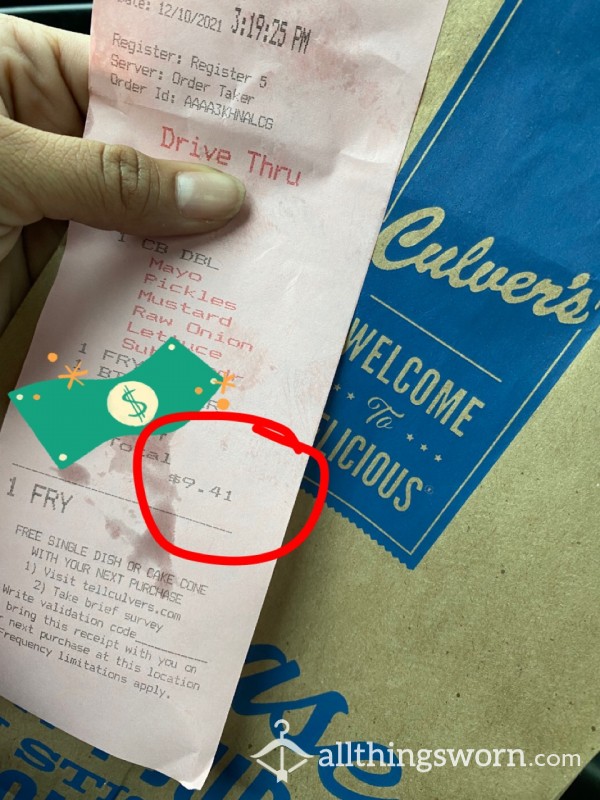 Date: 12/10/2021 3:19:25 PM
Register: Register 5
Server: Order Taker
Order Id: AAAA3KHNALCG
Drive Thru
1 CB DBL
Mayo
Pickles
Mustard
Raw Onion
Lettuce
1 FRY
Total
$9.41
1 FRY
FREE SINGLE DISH OR CAKE CONE
WITH YOUR NEXT PURCHASE
1) Visit tellculvers.com
2) Take brief survey
Write validation code
bring this receipt with you on
next purchase at this location
Frequency limitations apply.
Culver's
WELCOME
To
LICIOUS
allthingsworn.com